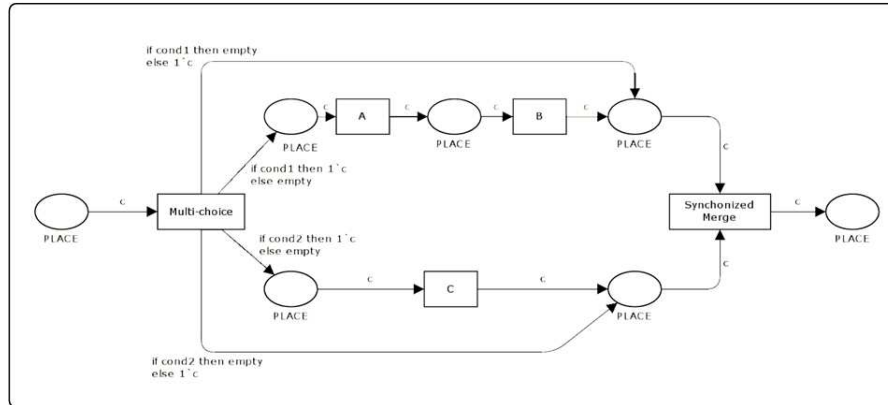 if cond1 then empty
else 1`c
c
A
c
c
B
c
PLACE
PLACE
PLACE
c
if cond1 then 1`c
else empty
c
Multi-choice
Synchonized
Merge
c
PLACE
PLACE
if cond2 then 1`c
else empty
c
c
C
c
PLACE
PLACE
if cond2 then empty
else 1`c